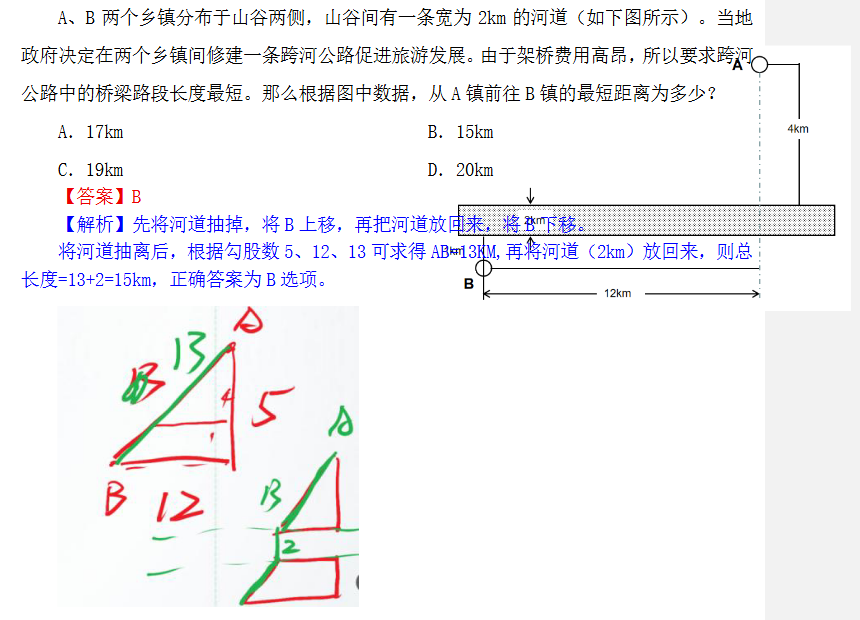 A、B 两个乡镇分布于山谷两侧，山谷间有一条宽为 2km 的河道（如下图所示）。当地
政府决定在两个乡镇间修建一条跨河公路促进旅游发展。由于架桥费用高昂，所以要求跨河
公路中的桥梁路段长度最短。那么根据图中数据，从 A 镇前往 B 镇的最短距离为多少？
A
4km
A. 17km
B. 15km
C. 19km
D. 20km
【答案】B
【解析】先将河道抽掉，将 B 上移，再把河道放回来，将 B 下移。
2km
将河道抽离后，根据勾股数 5、12、13 可求得 AB=13KM,再将河道（2km）放回来，则总
长度=13+2=15km，正确答案为 B 选项。
B
12km
A
13
B
4
5
1
B
12
A
B
2